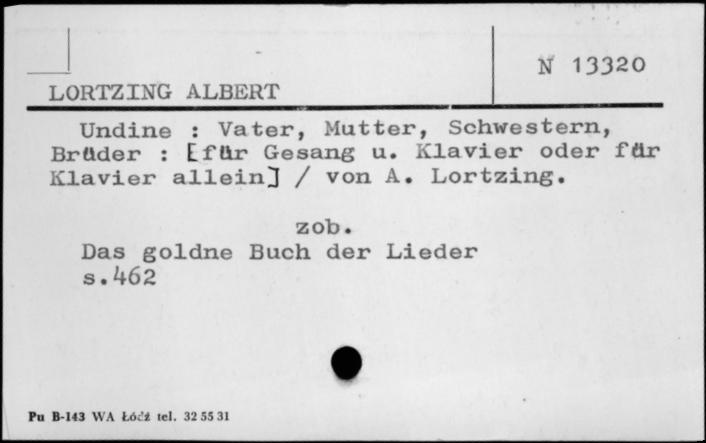 N 13320
LORTZING ALBERT
Undine : Vater, Mutter, Schwestern,
Brüder : [für Gesang u. Klavier oder für
Klavier allein] / von A. Lortzing.
zob.
Das goldne Buch der Lieder
s.462
Pu B-143 WA Łódź tel. 32 55 31